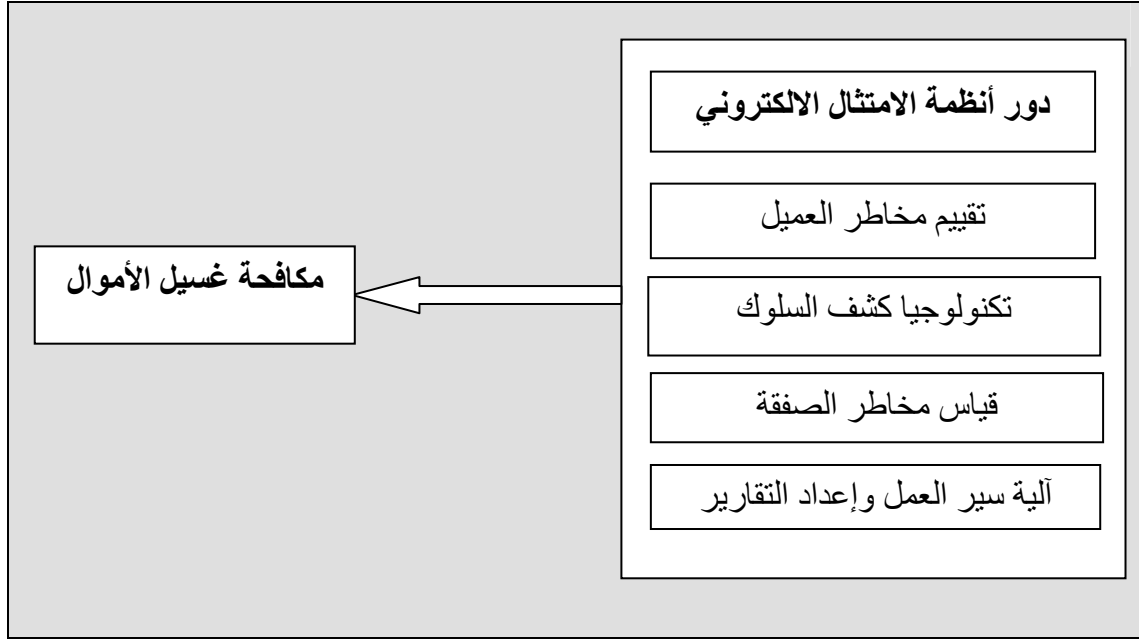 دور أنظمة الامتثال الالكتروني
تقييم مخاطر العميل
تكنولوجيا كشف السلوك
قياس مخاطر الصفقة
آلية سير العمل وإعداد التقارير
مكافحة غسيل الأموال